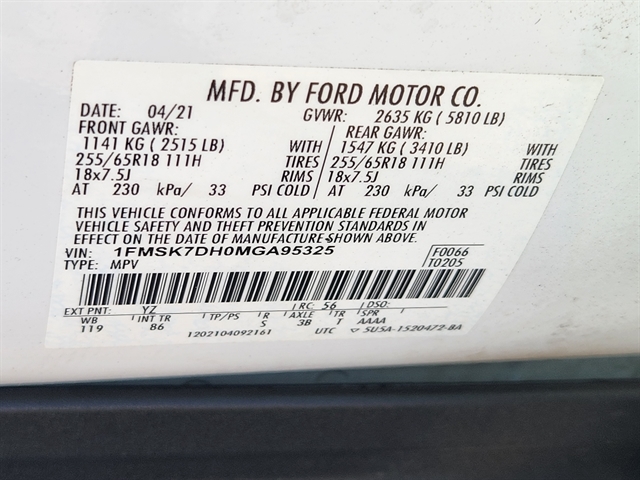 MFD. BY FORD MOTOR CO.
DATE: 04/21 GVWR: 2635 KG ( 5810 LB)
FRONT GAWR: REAR GAWR:
1141 KG ( 2515 LB) WITH 1547 KG ( 3410 LB) WITH
255/65R18 111H TIRES 255/65R18 111H TIRES
18x7.5J RIMS 18x7.5J RIMS
AT 230 kPa/ 33 PSI COLD AT 230 kPa/ 33 PSI COLD
THIS VEHICLE CONFORMS TO ALL APPLICABLE FEDERAL MOTOR
VEHICLE SAFETY AND THEFT PREVENTION STANDARDS IN
EFFECT ON THE DATE OF MANUFACTURE SHOWN ABOVE.
VIN: 1FMSK7DH0MGA95325 F0066
TYPE: MPV T0205
EXT PNT: YZ RC: 56 DSO:
WB INT TR TP/PS R AXLE TR SPR
119 86 S 3B T AAAA
1202104092161 UTC 5U5A-1520472-BA